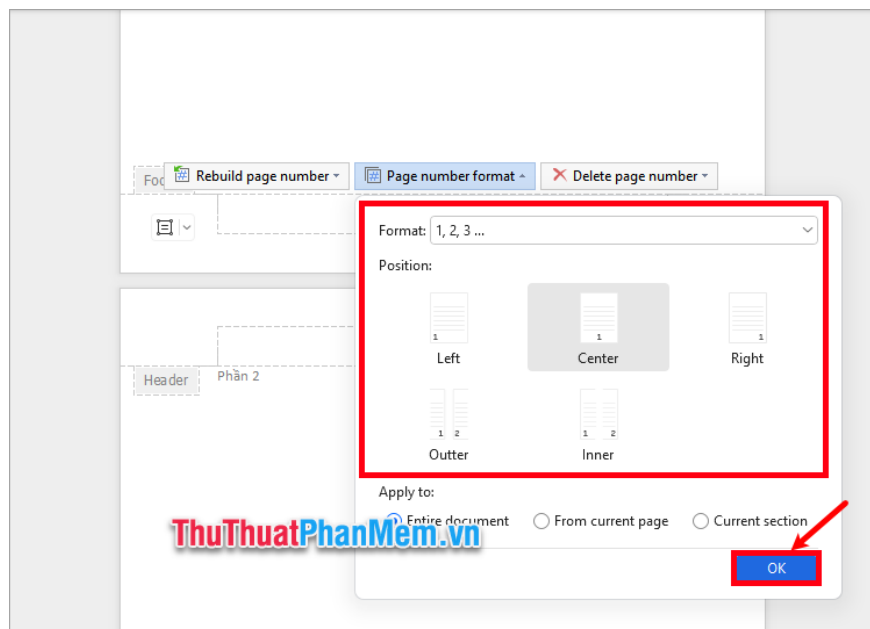 Rebuild page number
Page number format
Delete page number
Format: 1, 2, 3 ...
Position:
1
1
1
Left
Center
Right
Header
Phần 2
1 2
1 2
Outter
Inner
Apply to:
Entire document
From current page
Current section
ThuThuatPhanMem.vn
OK